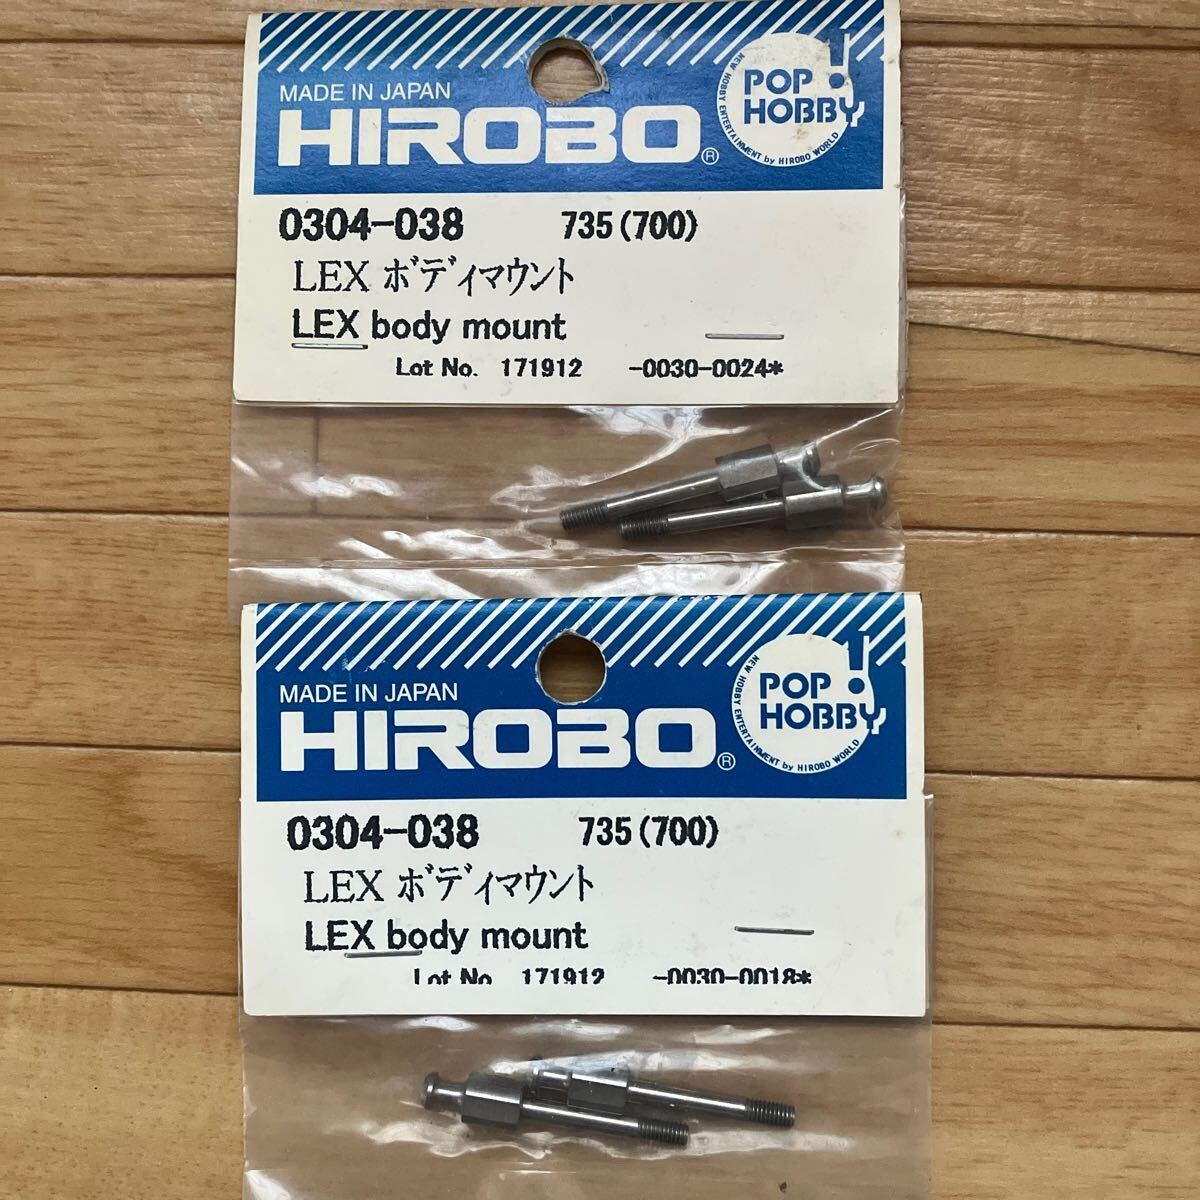 MADE IN JAPAN
HIROBO®
POP!
HOBBY
NEW HOBBY ENTERTAINMENT by HIROBO WORLD
0304-038 735(700)
LEX ボディマウント
LEX body mount
Lot No. 171912 -0030-0024*
MADE IN JAPAN
HIROBO®
POP!
HOBBY
NEW HOBBY ENTERTAINMENT by HIROBO WORLD
0304-038 735(700)
LEX ボディマウント
LEX body mount
Lot No. 171912 -0030-0018*